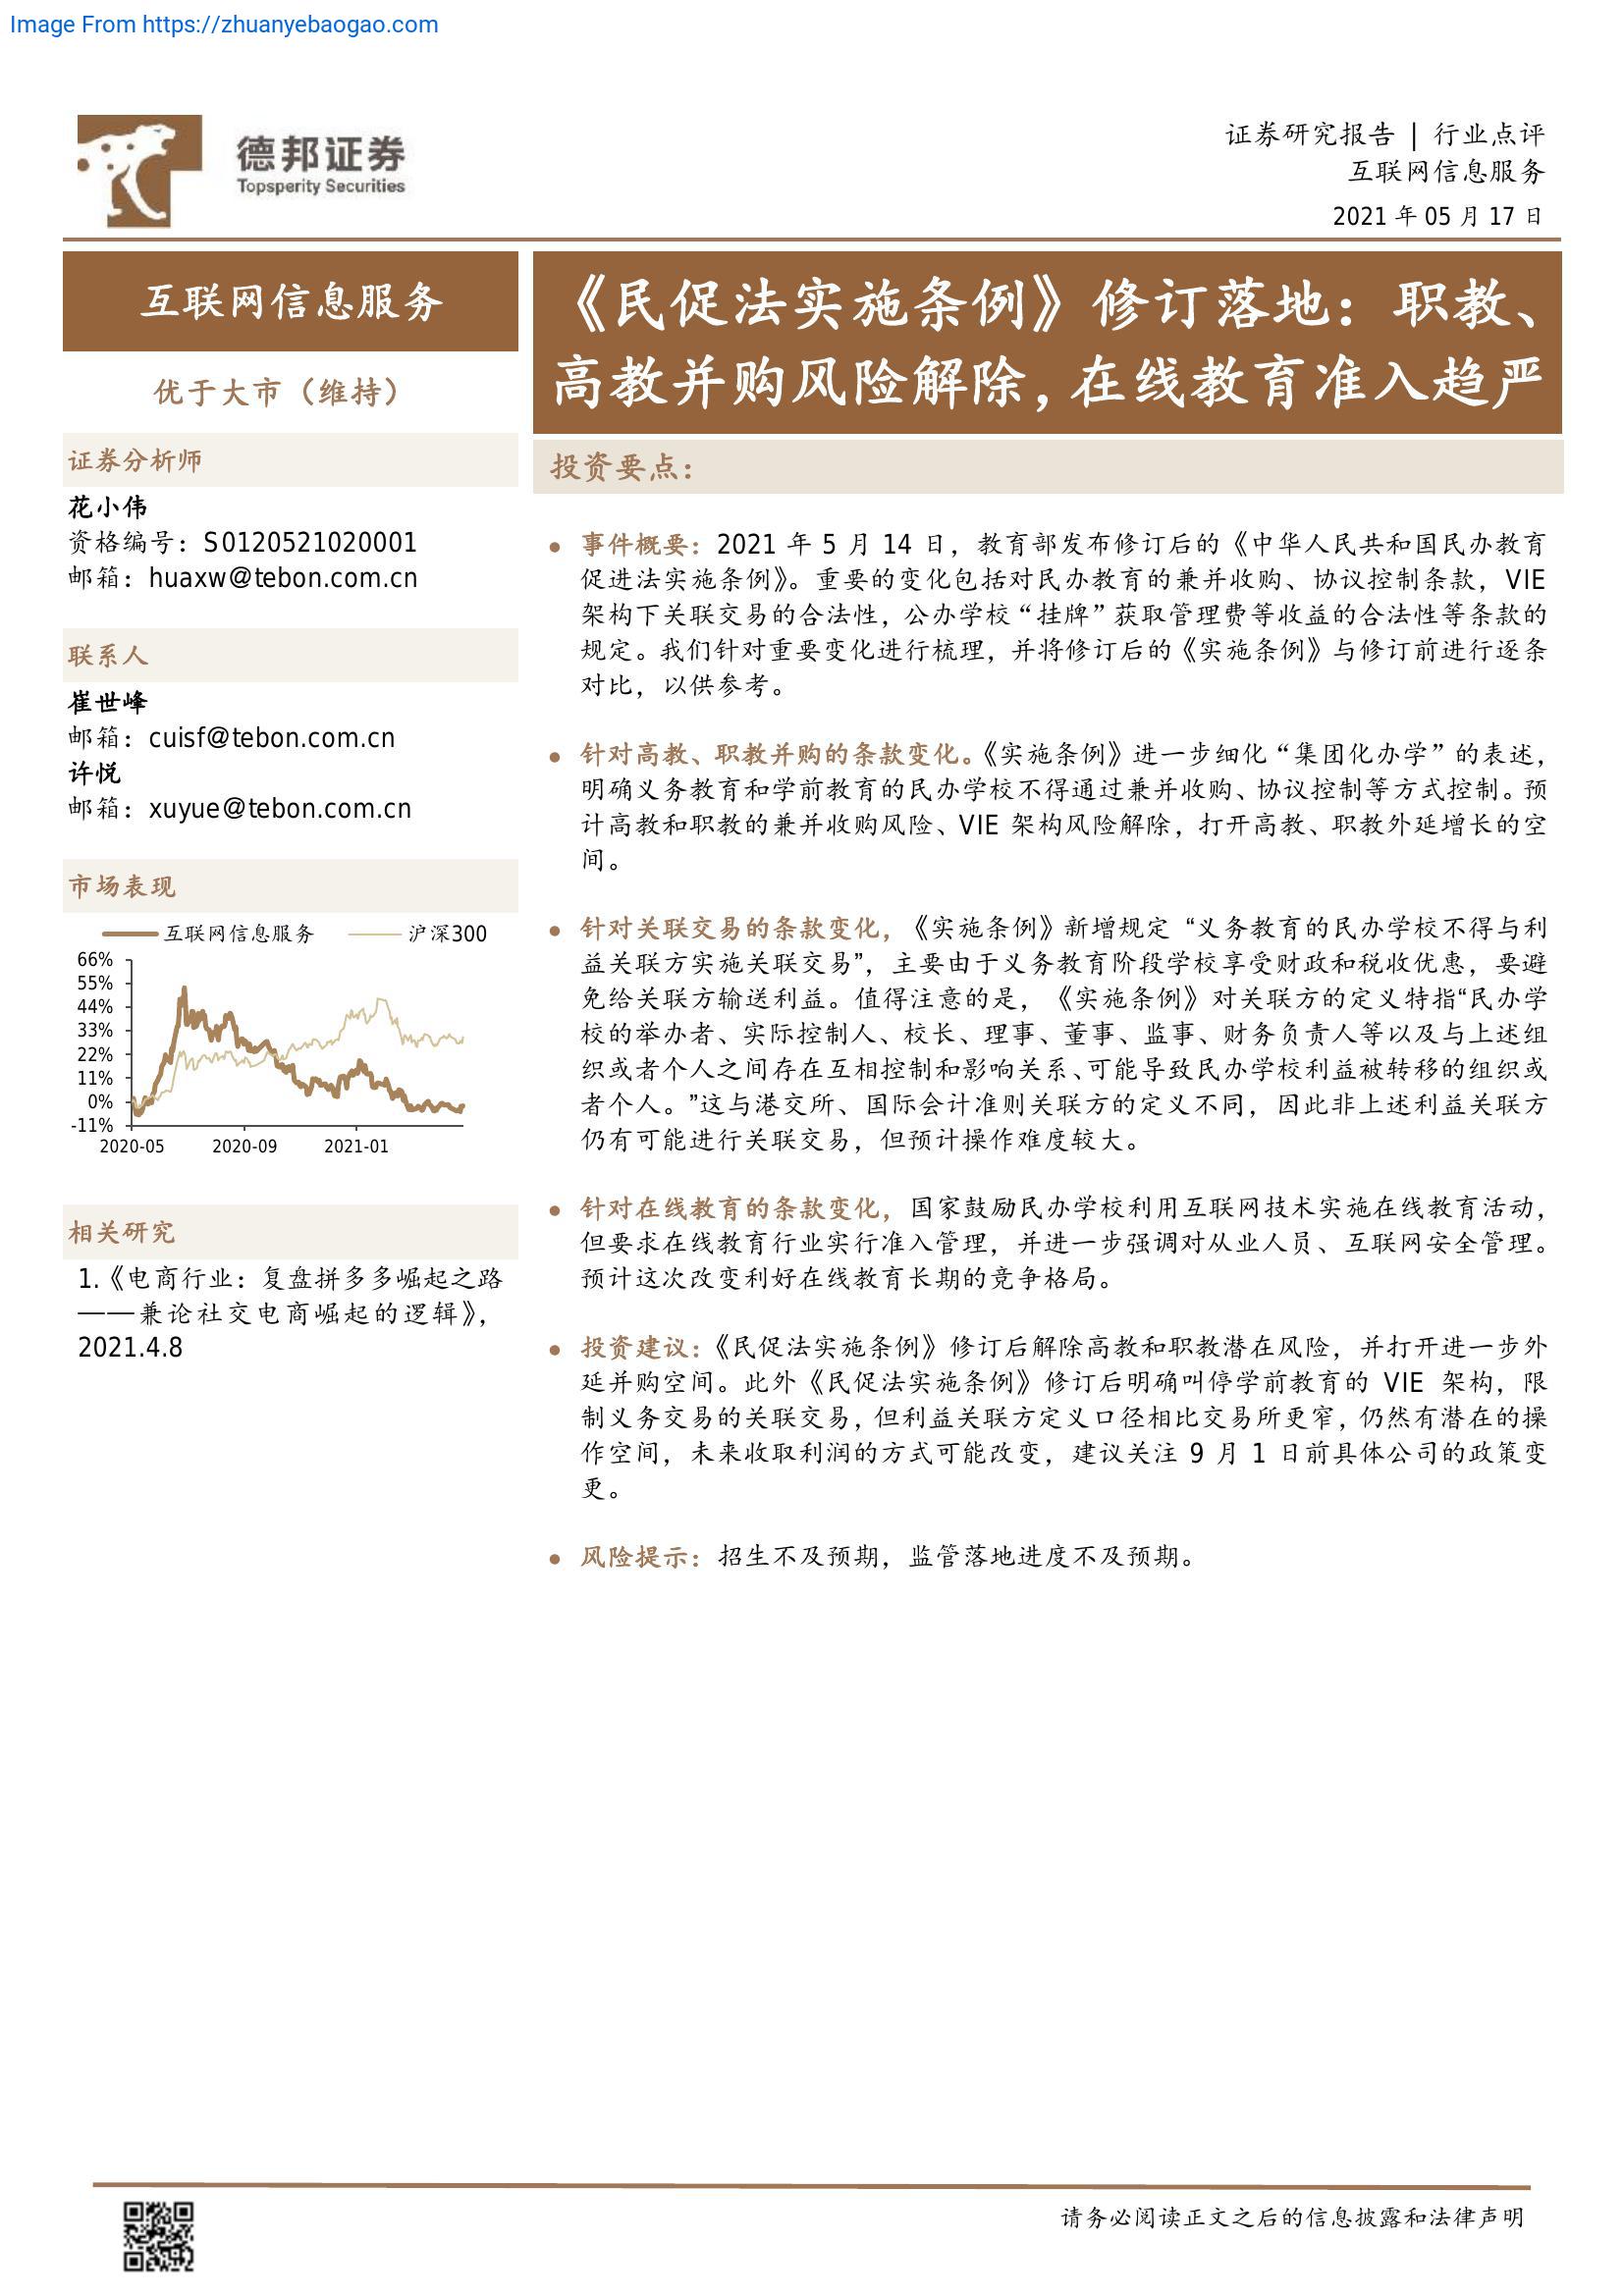 Image From https://zhuanyebaogao.com
德邦证券
Topsperity Securities
证券研究报告 | 行业点评
互联网信息服务
2021 年 05 月 17 日
互联网信息服务
优于大市（维持）
证券分析师
花小伟
资格编号：S0120521020001
邮箱：huaxw@tebon.com.cn
联系人
崔世峰
邮箱：cuisf@tebon.com.cn
许悦
邮箱：xuyue@tebon.com.cn
市场表现
互联网信息服务 沪深300
66%
55%
44%
33%
22%
11%
0%
-11%
2020-05 2020-09 2021-01
相关研究
1.《电商行业：复盘拼多多崛起之路
——兼论社交电商崛起的逻辑》，
2021.4.8
《民促法实施条例》修订落地：职教、
高教并购风险解除，在线教育准入趋严
投资要点：
● 事件概要：2021 年 5 月 14 日，教育部发布修订后的《中华人民共和国民办教育
促进法实施条例》。重要的变化包括对民办教育的兼并收购、协议控制条款，VIE
架构下关联交易的合法性，公办学校“挂牌”获取管理费等收益的合法性等条款的
规定。我们针对重要变化进行梳理，并将修订后的《实施条例》与修订前进行逐条
对比，以供参考。
● 针对高教、职教并购的条款变化。《实施条例》进一步细化“集团化办学”的表述，
明确义务教育和学前教育的民办学校不得通过兼并收购、协议控制等方式控制。预
计高教和职教的兼并收购风险、VIE 架构风险解除，打开高教、职教外延增长的空
间。
● 针对关联交易的条款变化，《实施条例》新增规定 “义务教育的民办学校不得与利
益关联方实施关联交易”，主要由于义务教育阶段学校享受财政和税收优惠，要避
免给关联方输送利益。值得注意的是，《实施条例》对关联方的定义特指“民办学
校的举办者、实际控制人、校长、理事、董事、监事、财务负责人等以及与上述组
织或者个人之间存在互相控制和影响关系、可能导致民办学校利益被转移的组织或
者个人。”这与港交所、国际会计准则关联方的定义不同，因此非上述利益关联方
仍有可能进行关联交易，但预计操作难度较大。
● 针对在线教育的条款变化，国家鼓励民办学校利用互联网技术实施在线教育活动，
但要求在线教育行业实行准入管理，并进一步强调对从业人员、互联网安全管理。
预计这次改变利好在线教育长期的竞争格局。
● 投资建议：《民促法实施条例》修订后解除高教和职教潜在风险，并打开进一步外
延并购空间。此外《民促法实施条例》修订后明确叫停学前教育的 VIE 架构，限
制义务交易的关联交易，但利益关联方定义口径相比交易所更窄，仍然有潜在的操
作空间，未来收取利润的方式可能改变，建议关注 9 月 1 日前具体公司的政策变
更。
● 风险提示：招生不及预期，监管落地进度不及预期。
请务必阅读正文之后的信息披露和法律声明